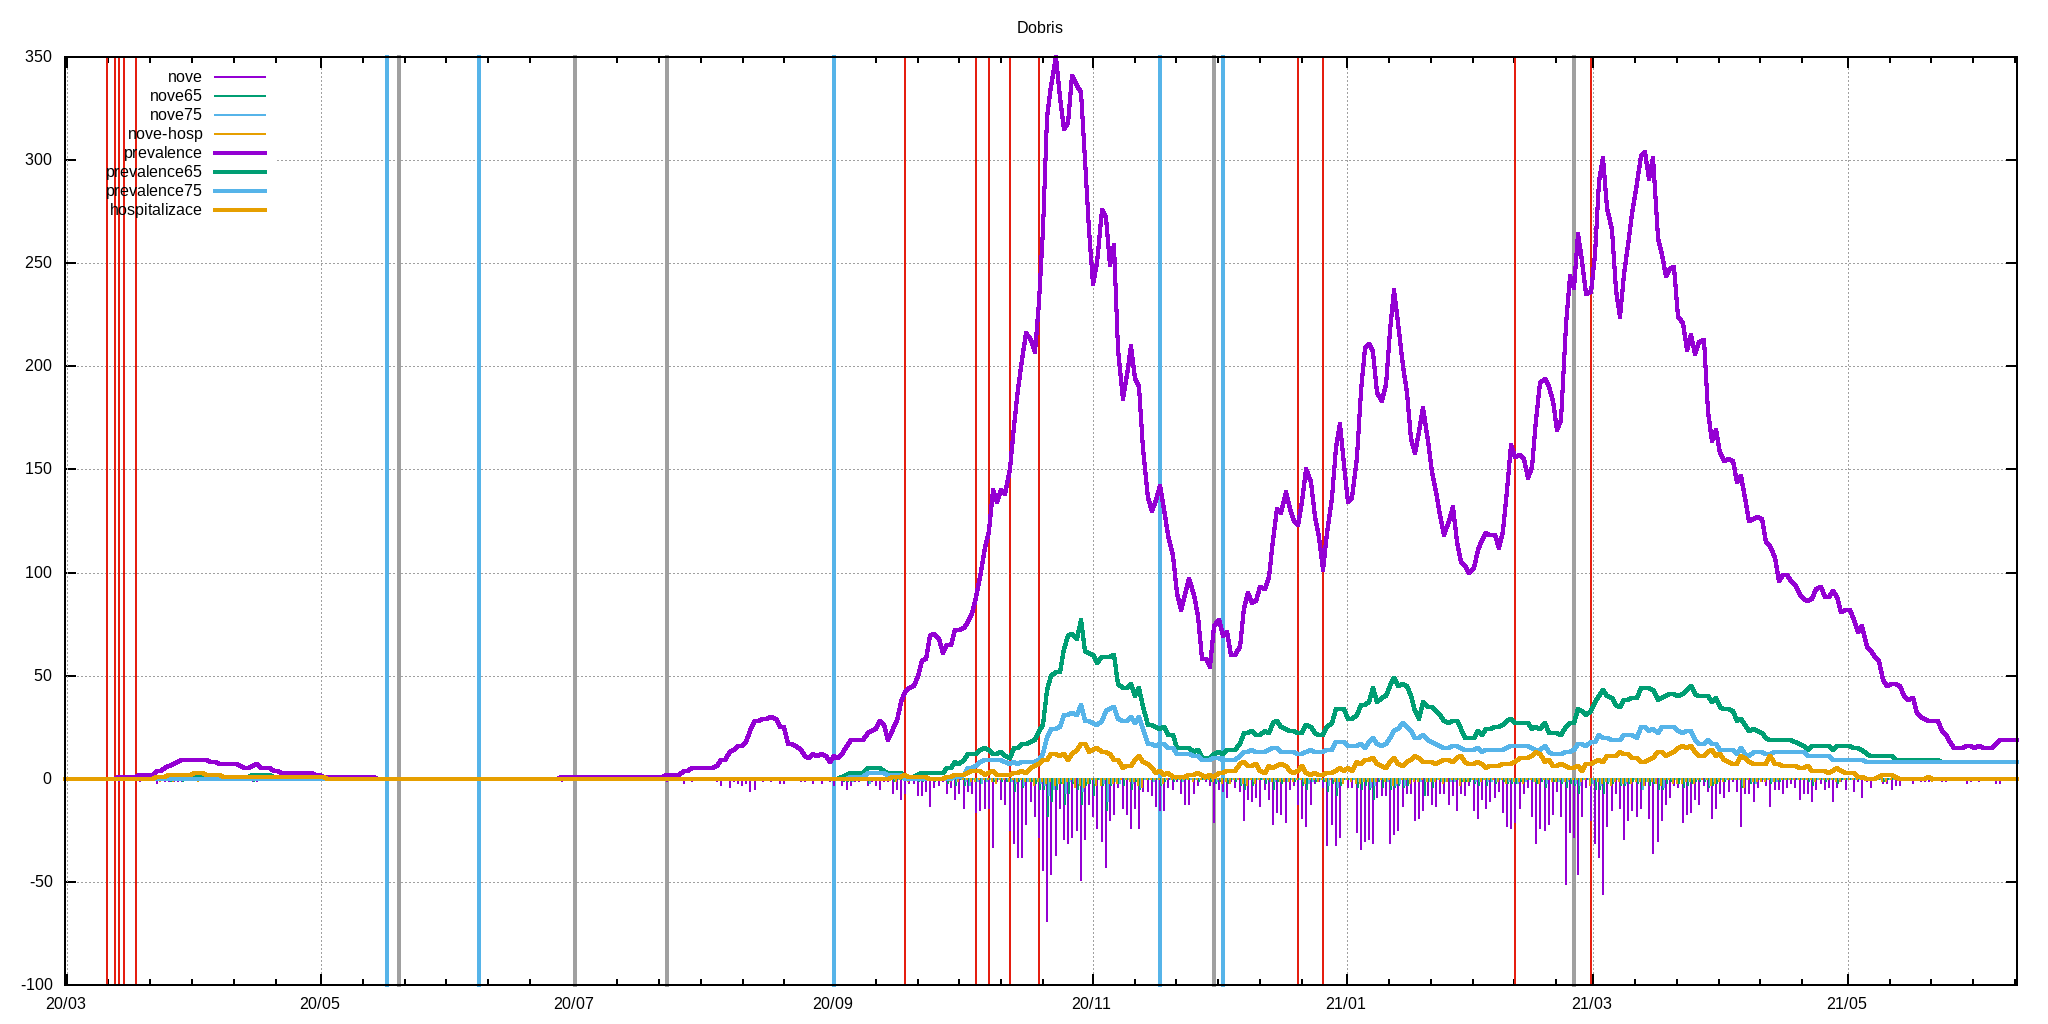 Dobris
350
300
250
200
150
100
50
0
-50
-100
nove
nove65
nove75
nove-hosp
prevalence
prevalence65
prevalence75
hospitalizace
20/03 20/05 20/07 20/09 20/11 21/01 21/03 21/05